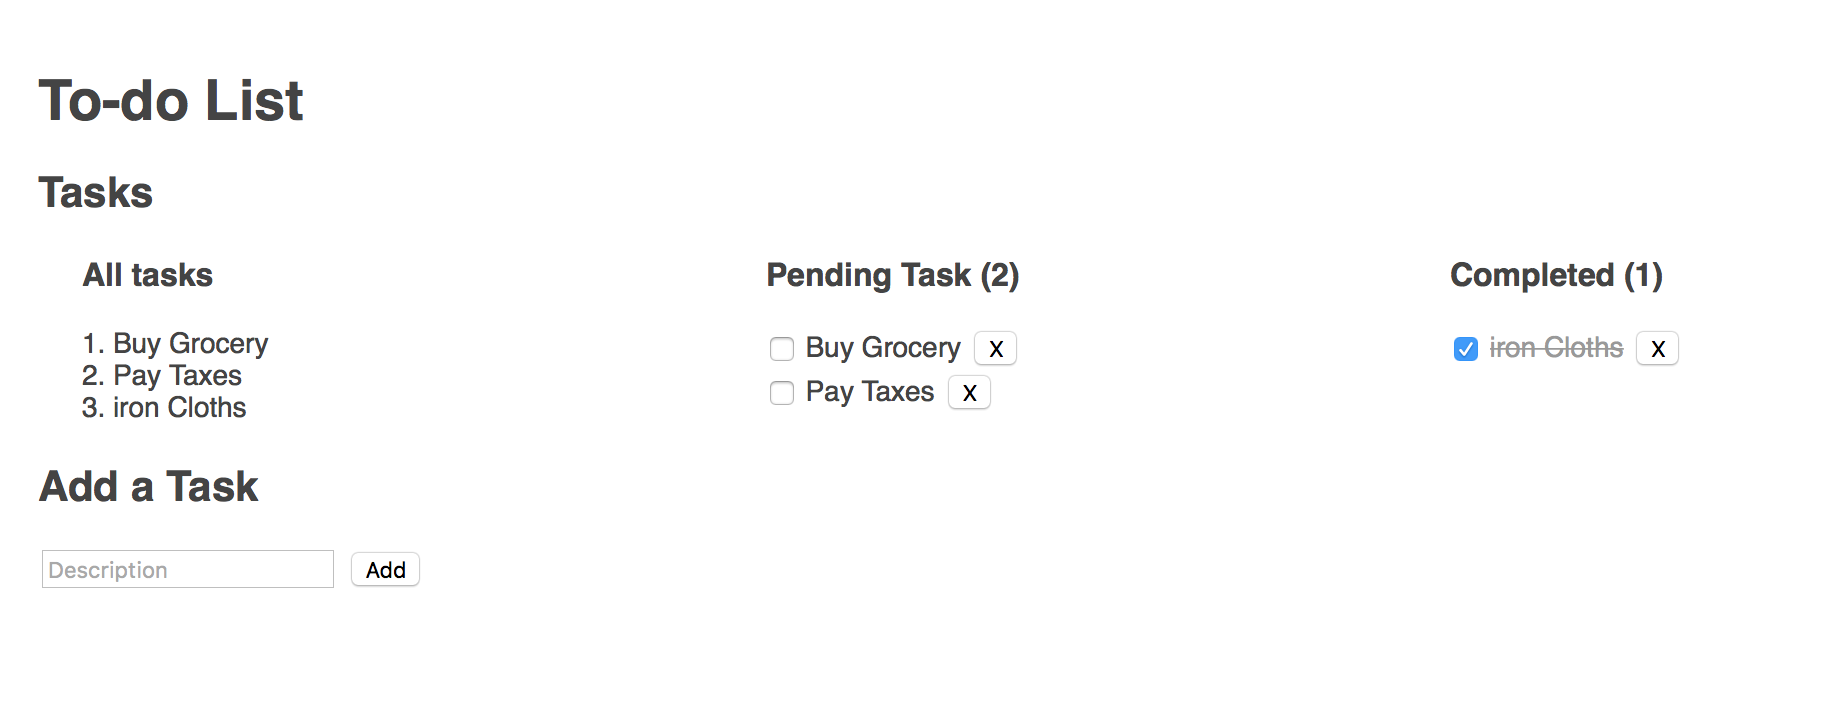 To-do List
Tasks
All tasks
1. Buy Grocery
2. Pay Taxes
3. iron Cloths
Pending Task (2)
Buy Grocery X
Pay Taxes X
Completed (1)
iron Cloths X
Add a Task
Description Add